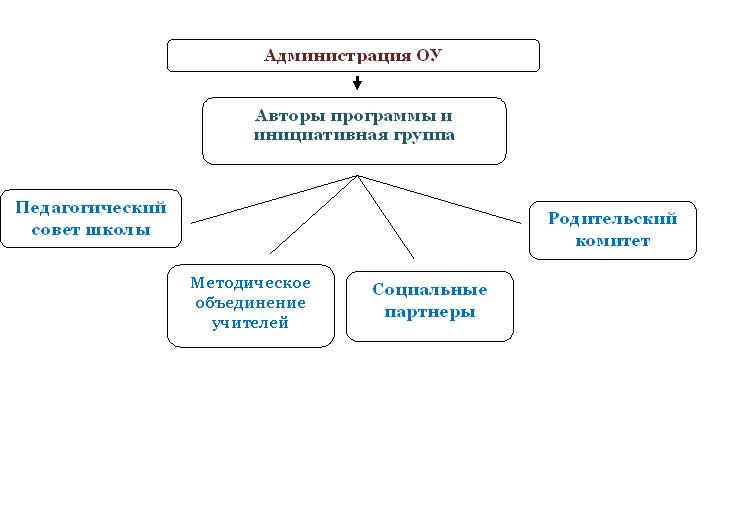 Администрация ОУ
Авторы программы и
инициативная группа
Педагогический
совет школы
Методическое
объединение
учителей
Социальные
партнеры
Родительский
комитет